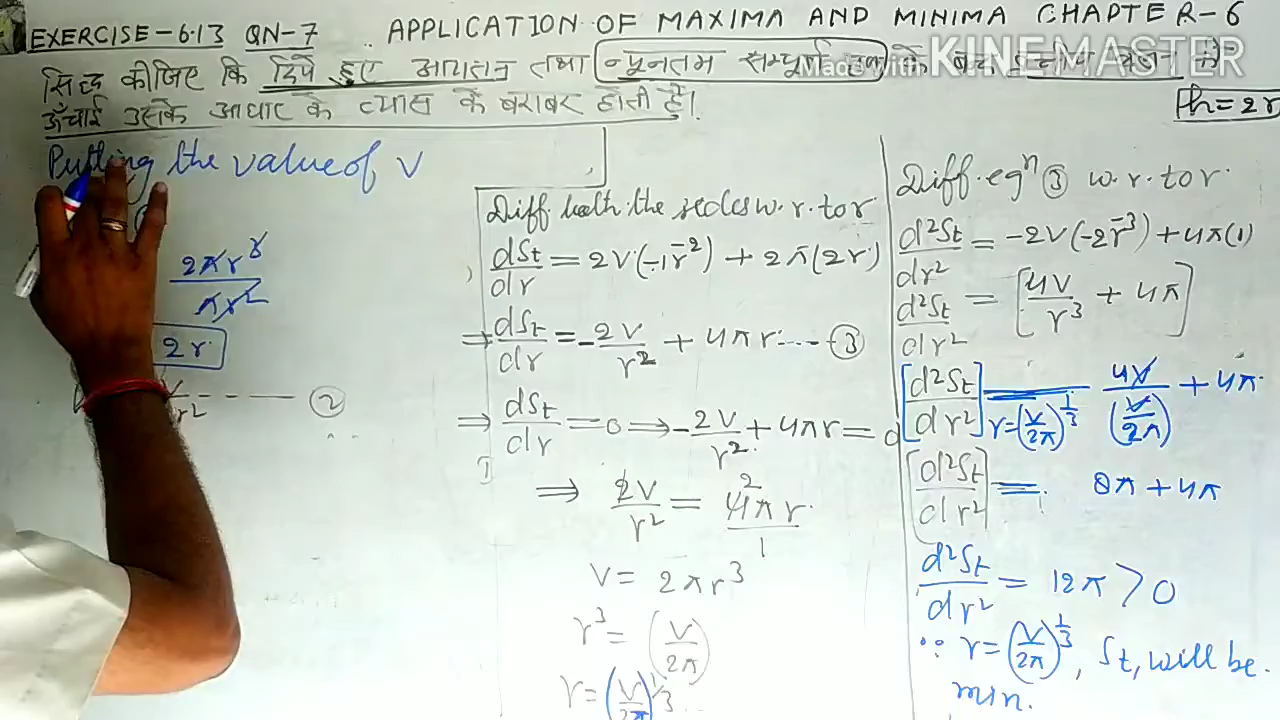 EXERCISE-6.13 QN-7 .. APPLICATION OF MAXIMA AND MINIMA CHAPTER-6
सिद्ध कीजिए कि दिये हुए आयतन तथा न्यूनतम सम्पूर्ण के
Made with KINEMASTER
ऊँचाई उसके आधार के व्यास के बराबर होती है।
h=2r
Putting the value of V
2πr³
πr²
2r
r² ------ ②
Diff. both the sides w.r.to r
dSt/dr = 2V(-1r⁻²) + 2π(2r)
⇒ dSt/dr = -2V/r² + 4πr --- ③
⇒ dSt/dr = 0 ⇒ -2V/r² + 4πr = 0
⇒ 2V/r² = 4πr/1
2
V = 2πr³
r³ = (V/2π)
r = (V/2π)^1/3
Diff. eqⁿ ③ w.r.to r.
d²St/dr² = -2V(-2r⁻³) + 4π(1)
d²St/dr² = [4V/r³ + 4π]
[d²St/dr²] r=(V/2π)^1/3 4V/(V/2π) + 4π
[d²St/dr²] = 8π + 4π
d²St/dr² = 12π > 0
∵ r = (V/2π)^1/3, St, will be.
min.